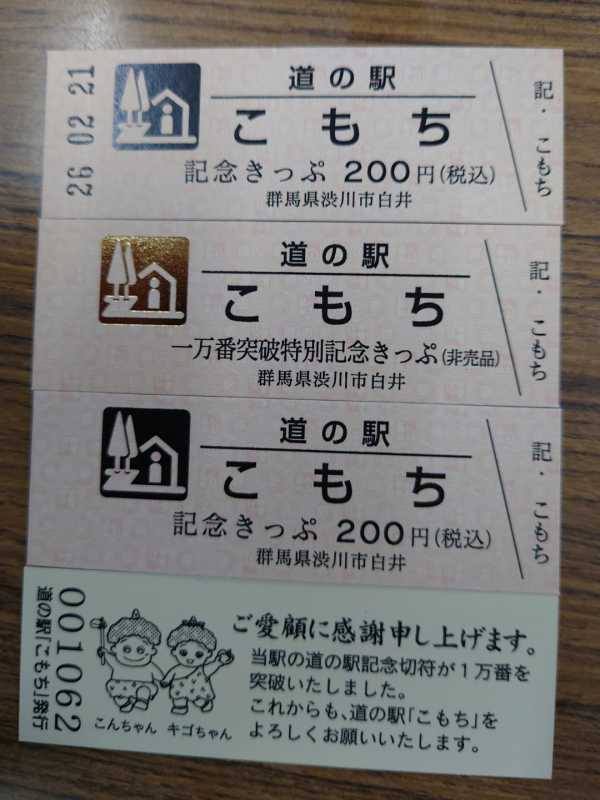 26.02.21
道の駅
こもち
記念きっぷ 200円(税込)
群馬県渋川市白井
記・こもち
道の駅
こもち
一万番突破特別記念きっぷ(非売品)
群馬県渋川市白井
記・こもち
道の駅
こもち
記念きっぷ 200円(税込)
群馬県渋川市白井
記・こもち
001062
道の駅「こもち」発行
こんちゃん キゴちゃん
ご愛顧に感謝申し上げます。
当駅の道の駅記念切符が1万番を
突破いたしました。
これからも、道の駅「こもち」を
よろしくお願いいたします。